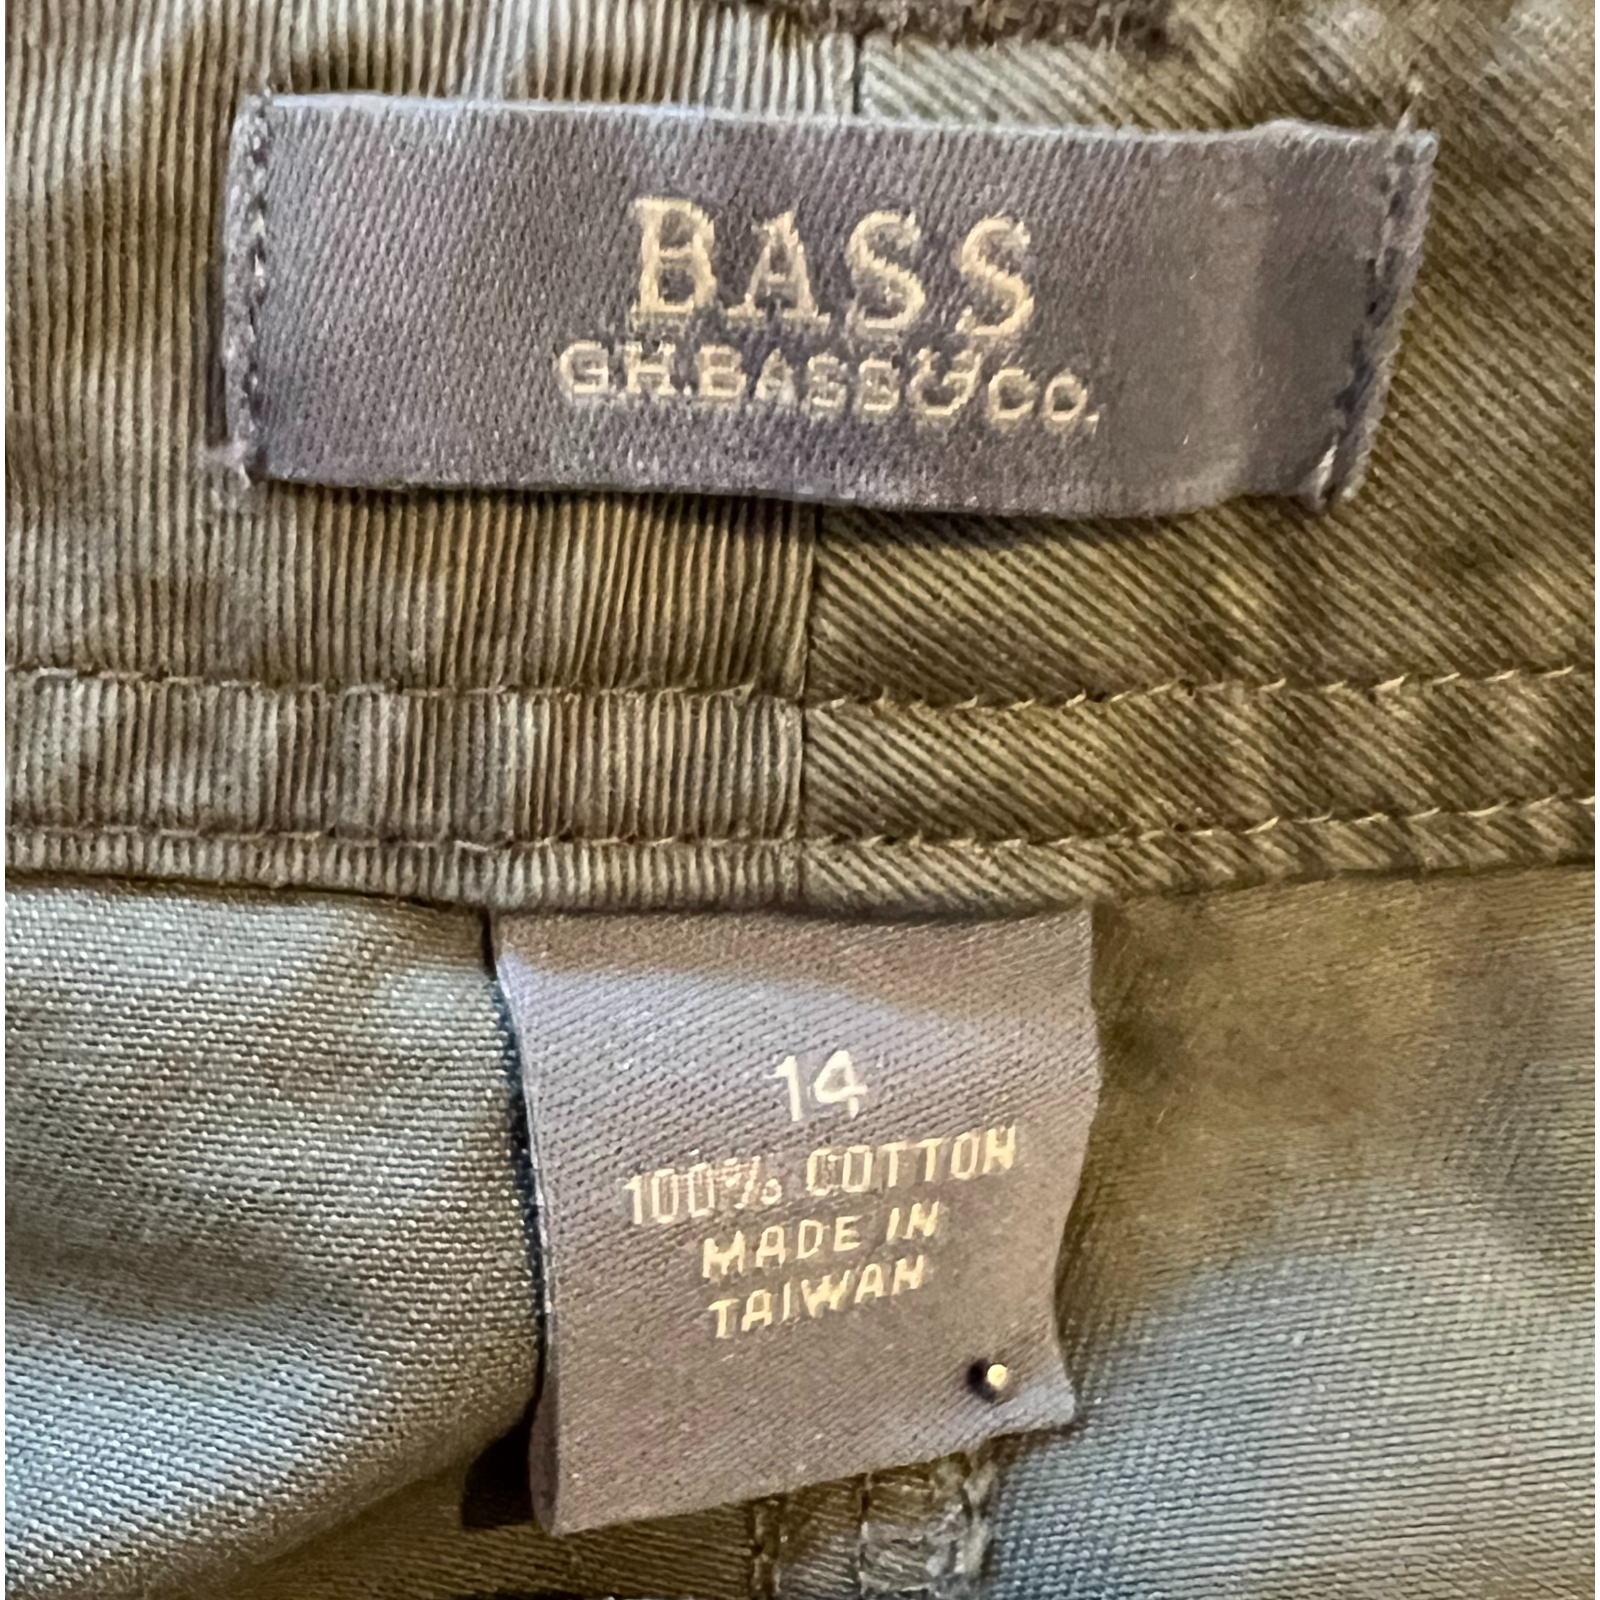 BASS
G.H.BASS&CO.
14
100% COTTON
MADE IN
TAIWAN